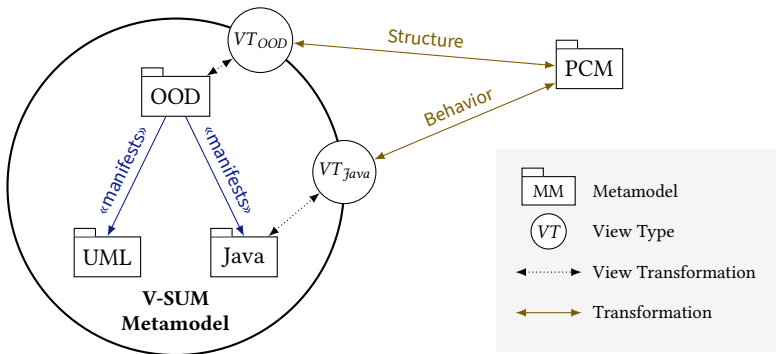 VT_OOD
Structure
PCM
OOD
Behavior
«manifests»
«manifests»
VT_Java
UML
Java
V-SUM
Metamodel
MM Metamodel
VT View Type
View Transformation
Transformation